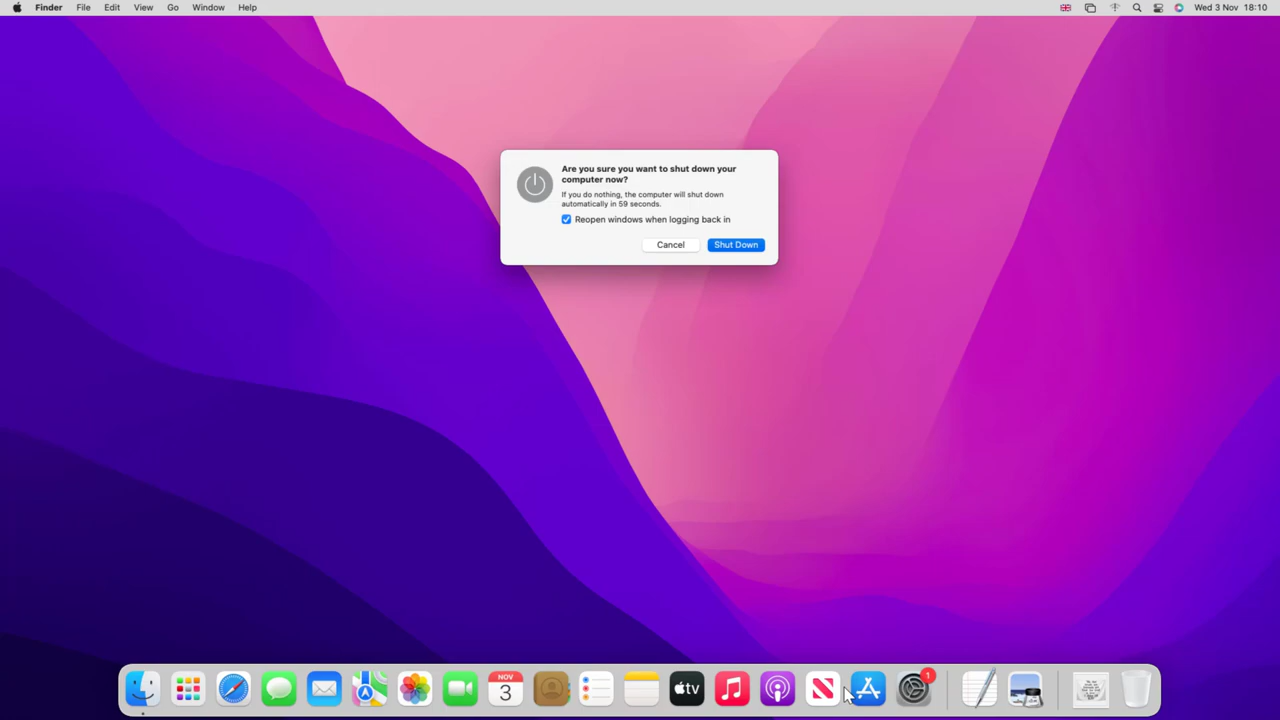 Finder File Edit View Go Window Help
Wed 3 Nov 18:10
Are you sure you want to shut down your
computer now?
If you do nothing, the computer will shut down
automatically in 59 seconds.
Reopen windows when logging back in
Cancel Shut Down
NOV
3
tv
1